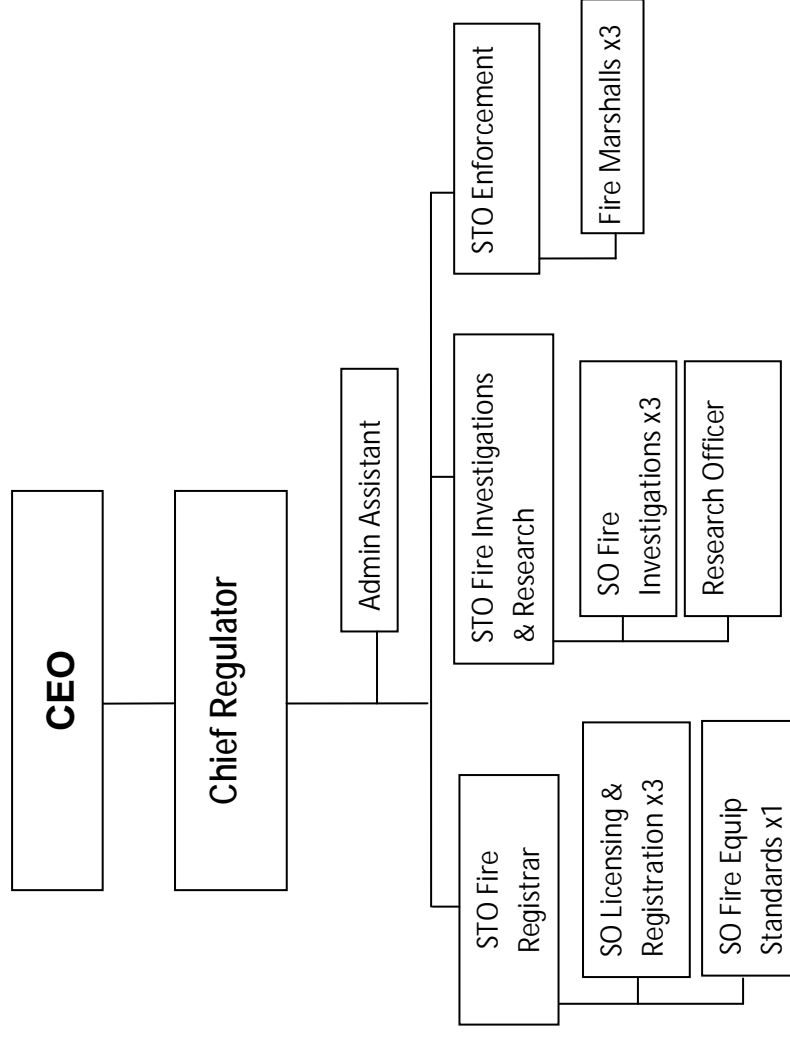 CEO
Chief Regulator
Admin Assistant
STO Fire
Registrar
SO Licensing &
Registration x3
SO Fire Equip
Standards x1
STO Fire Investigations
& Research
SO Fire
Investigations x3
Research Officer
STO Enforcement
Fire Marshalls x3